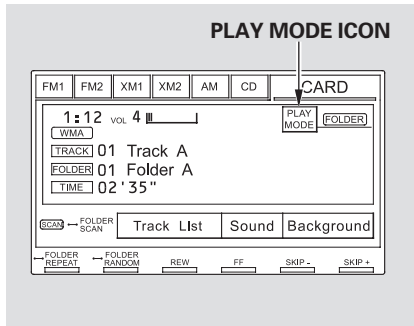 PLAY MODE ICON
FM1 FM2 XM1 XM2 AM CD CARD
1:12 VOL 4 PLAY MODE FOLDER
WMA
TRACK 01 Track A
FOLDER 01 Folder A
TIME 02'35"
SCAN FOLDER SCAN Track LIst Sound Background
FOLDER REPEAT FOLDER RANDOM REW FF SKIP - SKIP +